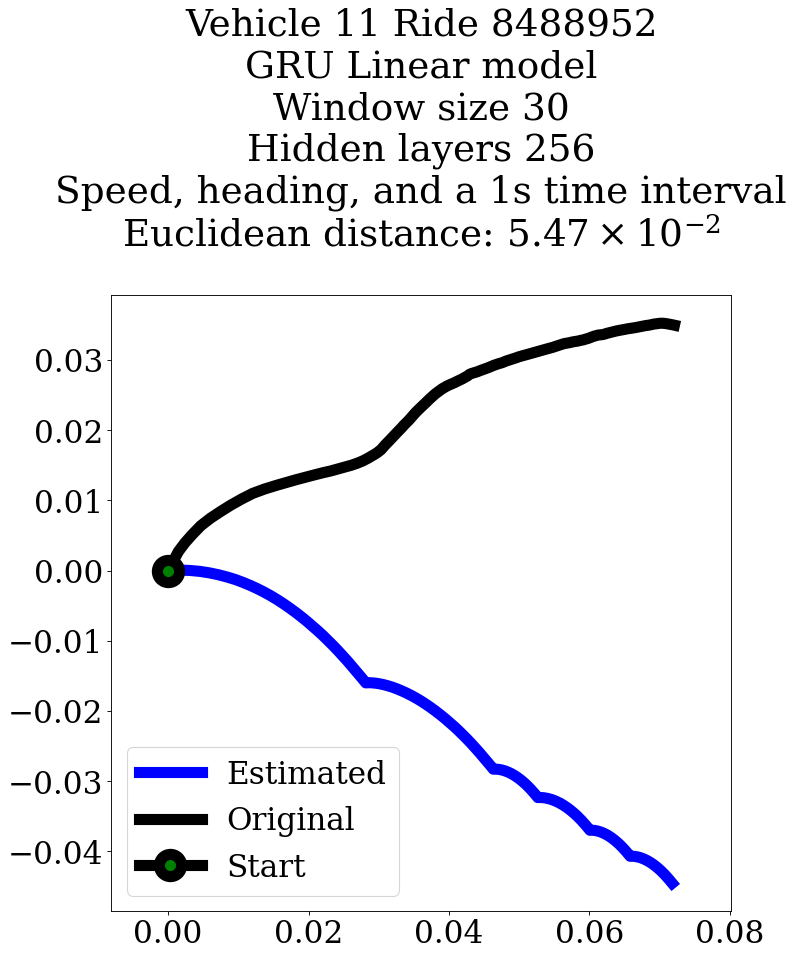 Vehicle 11 Ride 8488952
GRU Linear model
Window size 30
Hidden layers 256
Speed, heading, and a 1s time interval
Euclidean distance: 5.47 × 10⁻²
0.03
0.02
0.01
0.00
−0.01
−0.02
−0.03
−0.04
Estimated
Original
Start
0.00 0.02 0.04 0.06 0.08